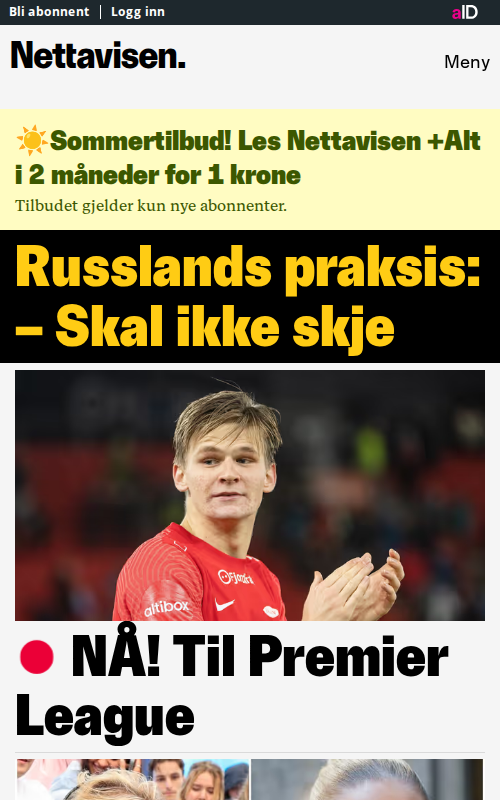 Bli abonnent | Logg inn
aID
Nettavisen.
Meny
☀️Sommertilbud! Les Nettavisen +Alt
i 2 måneder for 1 krone
Tilbudet gjelder kun nye abonnenter.
Russlands praksis:
– Skal ikke skje
Fjordkraft
altibox
NÅ! Til Premier
League